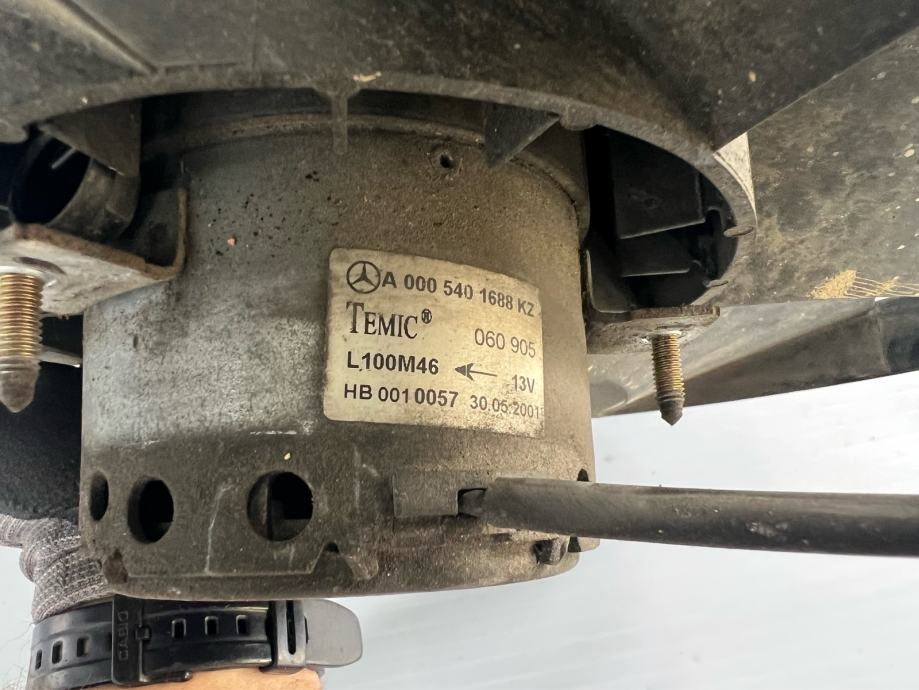 A 000 540 1688 KZ
TEMIC® 060 905
L100M46 13V
HB 001 0057 30.05.2001
CASIO